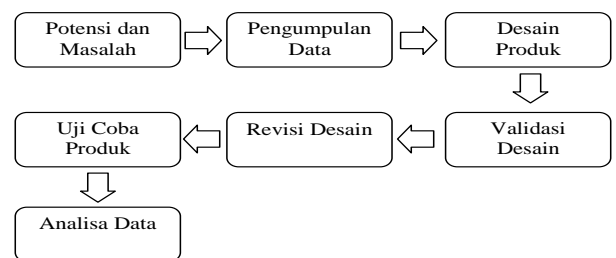 Potensi dan
Masalah
Pengumpulan
Data
Desain
Produk
Validasi
Desain
Revisi Desain
Uji Coba
Produk
Analisa Data